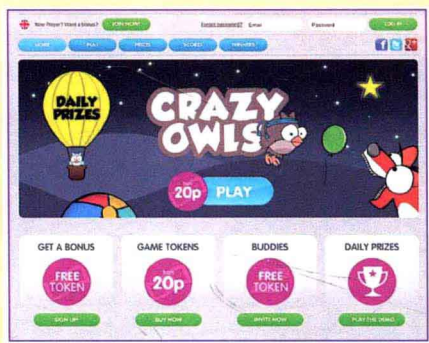 New Player? Want a bonus? JOIN NOW! Forgot password? Email Password LOG IN
HOME PLAY PRIZES SCORES WINNERS
DAILY
PRIZES
CRAZY
OWLS
from
20p PLAY
GET A BONUS GAME TOKENS BUDDIES DAILY PRIZES
FREE
TOKEN
from
20p
FREE
TOKEN
SIGN UP! BUY NOW INVITE NOW PLAY THE DEMO